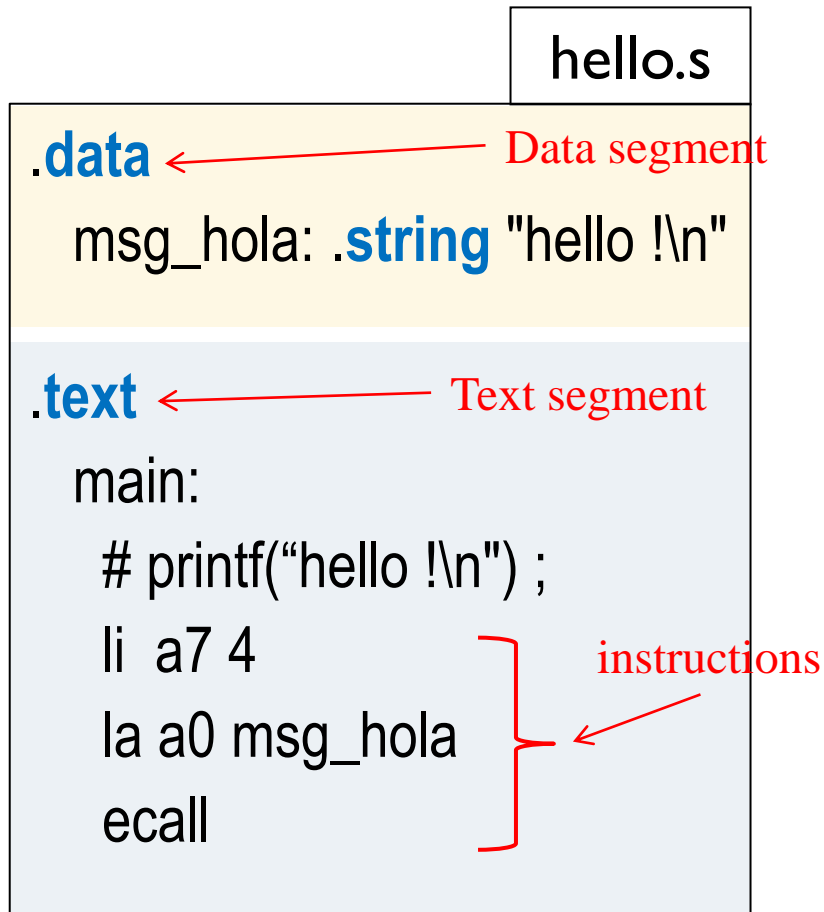 hello.s
.data
Data segment
msg_hola: .string "hello !\n"
.text
Text segment
main:
# printf(“hello !\n") ;
li a7 4
instructions
la a0 msg_hola
ecall